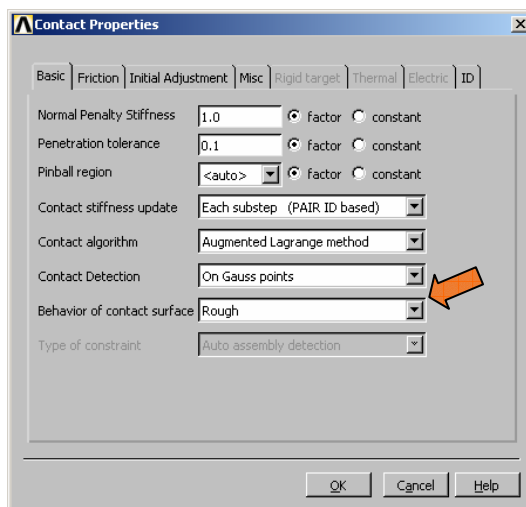 Contact Properties
Basic Friction Initial Adjustment Misc Rigid target Thermal Electric ID
Normal Penalty Stiffness 1.0 factor constant
Penetration tolerance 0.1 factor constant
Pinball region <auto> factor constant
Contact stiffness update Each substep (PAIR ID based)
Contact algorithm Augmented Lagrange method
Contact Detection On Gauss points
Behavior of contact surface Rough
Type of constraint Auto assembly detection
OK Cancel Help